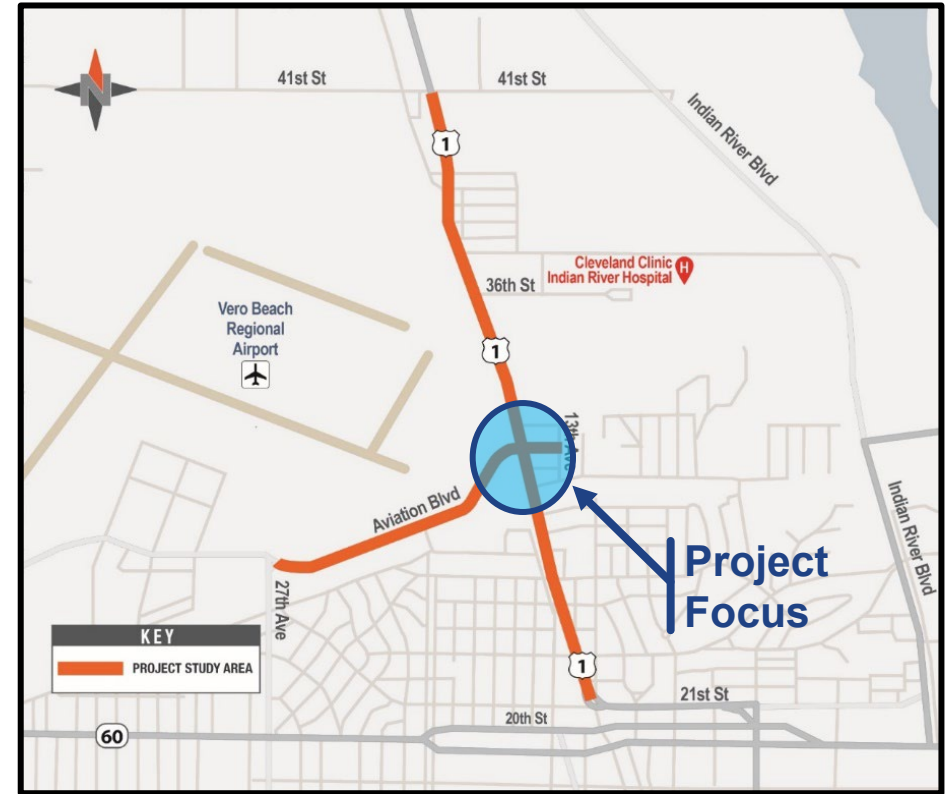 41st St
41st St
N
1
Indian River Blvd
Cleveland Clinic
Indian River Hospital
H
36th St
Vero Beach
Regional
Airport
1
13th Ave
Aviation Blvd
Project
Focus
Indian River Blvd
27th Ave
KEY
PROJECT STUDY AREA
1
21st St
20th St
60